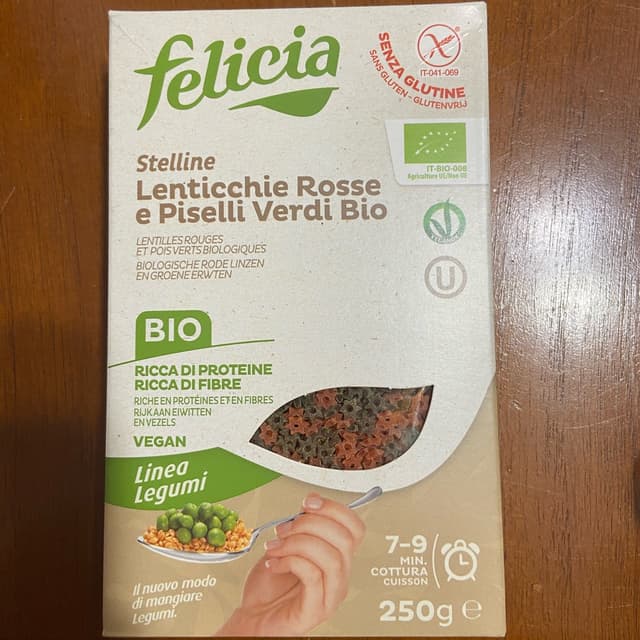 felicia
SENZA GLUTINE
SANS GLUTEN - GLUTENVRIJ
IT-041-069
IT-BIO-008
Agriculture UE/Non UE
Stelline
Lenticchie Rosse
e Piselli Verdi Bio
LENTILLES ROUGES
ET POIS VERTS BIOLOGIQUES
BIOLOGISCHE RODE LINZEN
EN GROENE ERWTEN
U
BIO
RICCA DI PROTEINE
RICCA DI FIBRE
RICHE EN PROTÉINES ET EN FIBRES
RIJK AAN EIWITTEN
EN VEZELS
VEGAN
Linea
Legumi
7-9
MIN.
COTTURA
CUISSON
Il nuovo modo
di mangiare
Legumi.
250g e